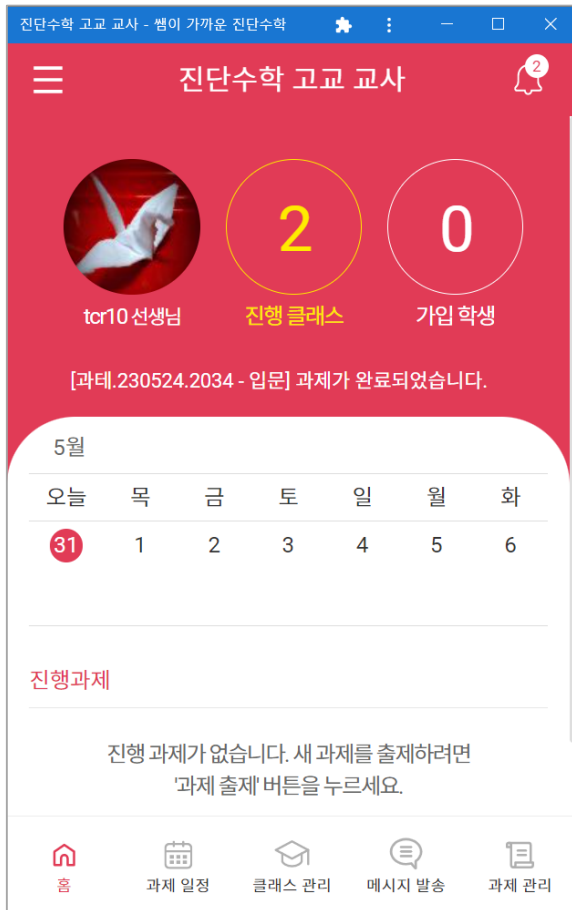 진단수학 고교 교사 - 쌤이 가까운 진단수학
진단수학 고교 교사
2
2
0
tcr10 선생님
진행 클래스
가입 학생
[과테.230524.2034 - 입문] 과제가 완료되었습니다.
5월
오늘 목 금 토 일 월 화
31 1 2 3 4 5 6
진행과제
진행 과제가 없습니다. 새 과제를 출제하려면
'과제 출제' 버튼을 누르세요.
홈
과제 일정
클래스 관리
메시지 발송
과제 관리